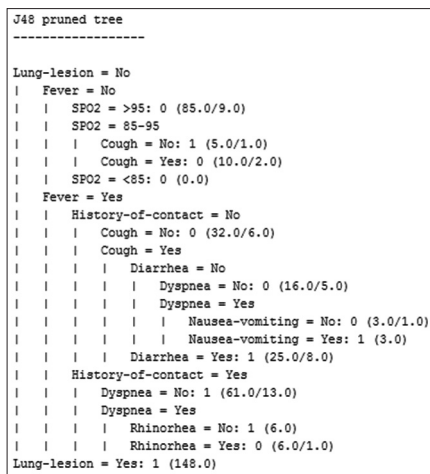 J48 pruned tree
------------------
Lung-lesion = No
|   Fever = No
|   |   SPO2 = >95: 0 (85.0/9.0)
|   |   SPO2 = 85-95
|   |   |   Cough = No: 1 (5.0/1.0)
|   |   |   Cough = Yes: 0 (10.0/2.0)
|   |   SPO2 = <85: 0 (0.0)
|   Fever = Yes
|   |   History-of-contact = No
|   |   |   Cough = No: 0 (32.0/6.0)
|   |   |   Cough = Yes
|   |   |   |   Diarrhea = No
|   |   |   |   |   Dyspnea = No: 0 (16.0/5.0)
|   |   |   |   |   Dyspnea = Yes
|   |   |   |   |   |   Nausea-vomiting = No: 0 (3.0/1.0)
|   |   |   |   |   |   Nausea-vomiting = Yes: 1 (3.0)
|   |   |   |   Diarrhea = Yes: 1 (25.0/8.0)
|   |   History-of-contact = Yes
|   |   |   Dyspnea = No: 1 (61.0/13.0)
|   |   |   Dyspnea = Yes
|   |   |   |   Rhinorhea = No: 1 (6.0)
|   |   |   |   Rhinorhea = Yes: 0 (6.0/1.0)
Lung-lesion = Yes: 1 (148.0)